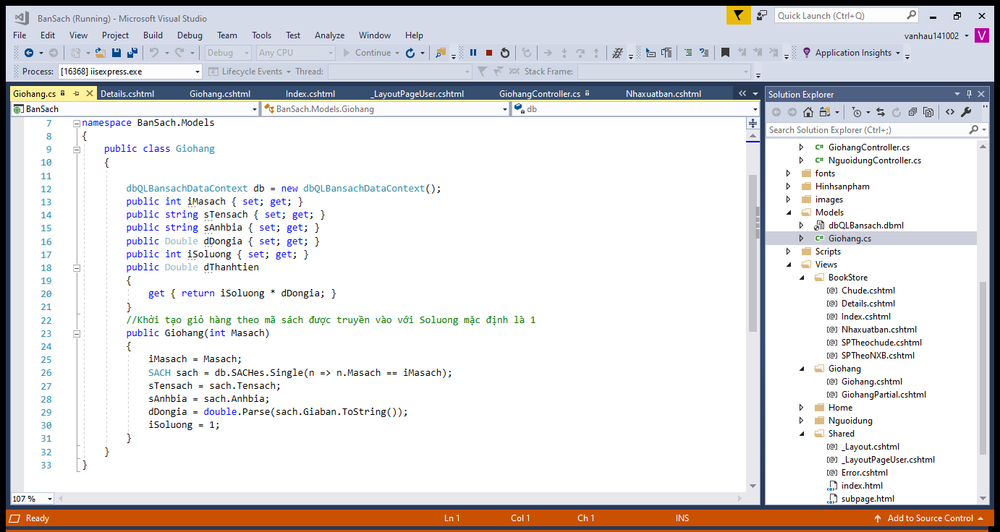 BanSach (Running) - Microsoft Visual Studio
Quick Launch (Ctrl+Q)
File Edit View Project Build Debug Team Tools Test Analyze Window Help
vanhau141002
V
Debug Any CPU Continue Application Insights
Process: [16368] iisexpress.exe Lifecycle Events Thread: Stack Frame:
Giohang.cs Details.cshtml Giohang.cshtml Index.cshtml _LayoutPageUser.cshtml GiohangController.cs Nhaxuatban.cshtml
BanSach BanSach.Models.Giohang db
7 namespace BanSach.Models
8 {
9 public class Giohang
10 {
11
12 dbQLBansachDataContext db = new dbQLBansachDataContext();
13 public int iMasach { set; get; }
14 public string sTensach { set; get; }
15 public string sAnhbia { set; get; }
16 public Double dDongia { set; get; }
17 public int iSoluong { set; get; }
18 public Double dThanhtien
19 {
20 get { return iSoluong * dDongia; }
21 }
22 //Khởi tạo giỏ hàng theo mã sách được truyền vào với Soluong mặc định là 1
23 public Giohang(int Masach)
24 {
25 iMasach = Masach;
26 SACH sach = db.SACHes.Single(n => n.Masach == iMasach);
27 sTensach = sach.Tensach;
28 sAnhbia = sach.Anhbia;
29 dDongia = double.Parse(sach.Giaban.ToString());
30 iSoluong = 1;
31 }
32 }
33 }
107 %
Solution Explorer
Search Solution Explorer (Ctrl+;)
C# GiohangController.cs
C# NguoidungController.cs
fonts
Hinhsanpham
images
Models
dbQLBansach.dbml
C# Giohang.cs
Scripts
Views
BookStore
[@] Chude.cshtml
[@] Details.cshtml
[@] Index.cshtml
[@] Nhaxuatban.cshtml
[@] SPTheochude.cshtml
[@] SPTheoNXB.cshtml
Giohang
[@] Giohang.cshtml
[@] GiohangPartial.cshtml
Home
Nguoidung
Shared
[@] _Layout.cshtml
[@] _LayoutPageUser.cshtml
[@] Error.cshtml
index.html
subpage.html
Ready Ln 1 Col 1 Ch 1 INS Add to Source Control